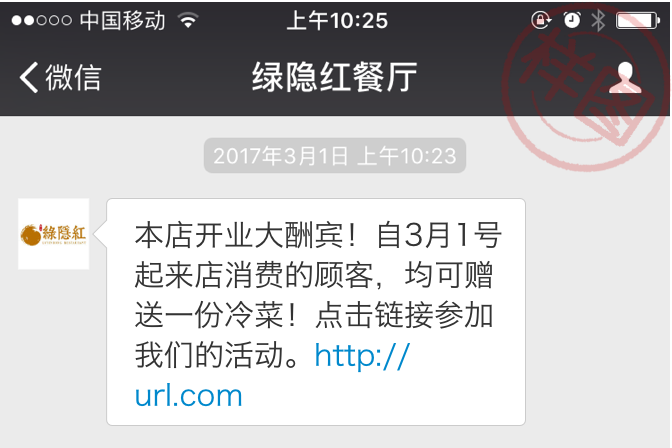 中国移动 上午10:25
微信 绿隐红餐厅
2017年3月1日 上午10:23
綠隱紅
本店开业大酬宾！自3月1号
起来店消费的顾客，均可赠
送一份冷菜！点击链接参加
我们的活动。http://
url.com